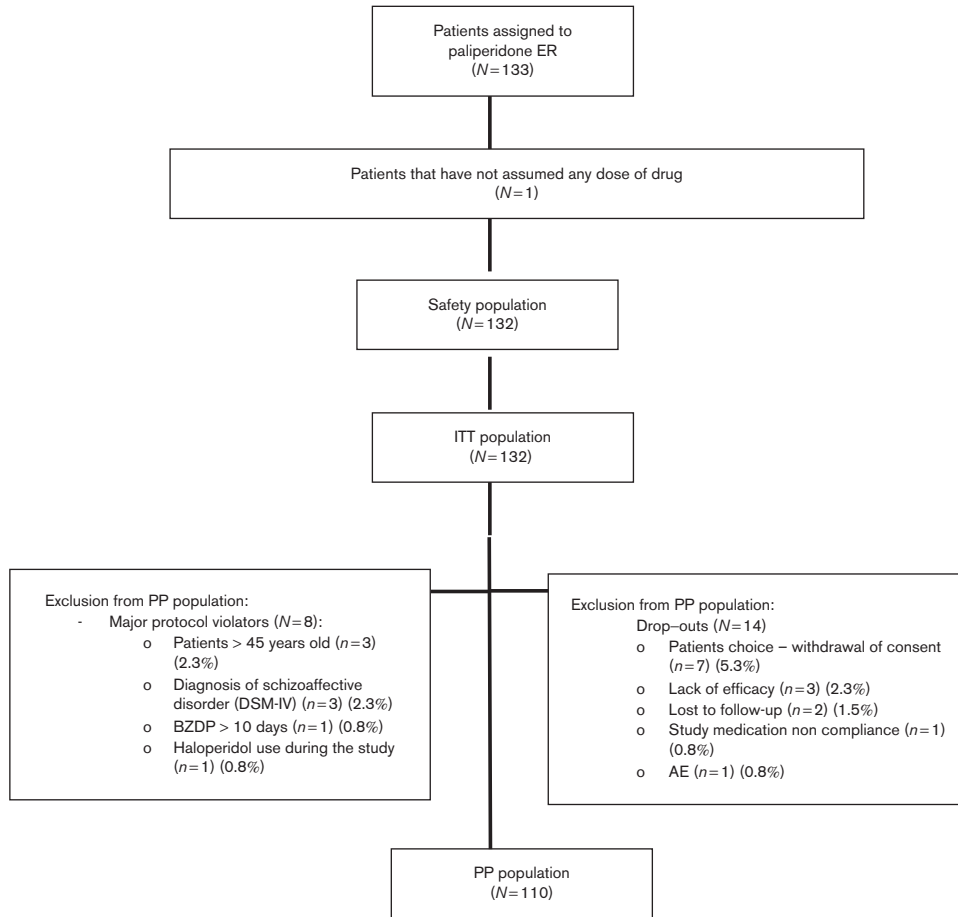 Patients assigned to
paliperidone ER
(N=133)
Patients that have not assumed any dose of drug
(N=1)
Safety population
(N=132)
ITT population
(N=132)
Exclusion from PP population:
- Major protocol violators (N=8):
o Patients > 45 years old (n=3)
(2.3%)
o Diagnosis of schizoaffective
disorder (DSM-IV) (n=3) (2.3%)
o BZDP > 10 days (n=1) (0.8%)
o Haloperidol use during the study
(n=1) (0.8%)
Exclusion from PP population:
Drop–outs (N=14)
o Patients choice – withdrawal of consent
(n=7) (5.3%)
o Lack of efficacy (n=3) (2.3%)
o Lost to follow-up (n=2) (1.5%)
o Study medication non compliance (n=1)
(0.8%)
o AE (n=1) (0.8%)
PP population
(N=110)